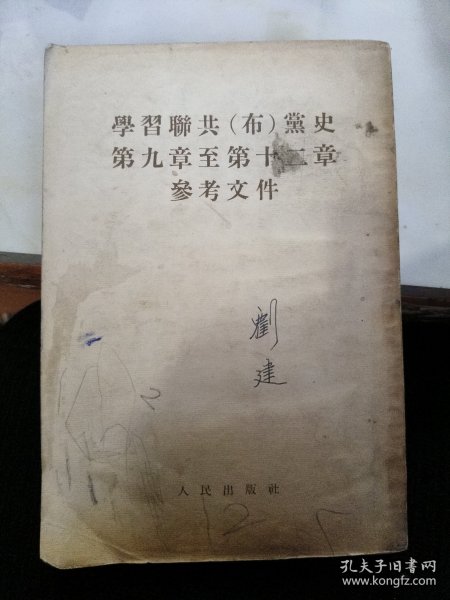 學習聯共(布)黨史
第九章至第十二章
參考文件
劉
建
人民出版社
孔夫子旧书网
www.kongfz.com